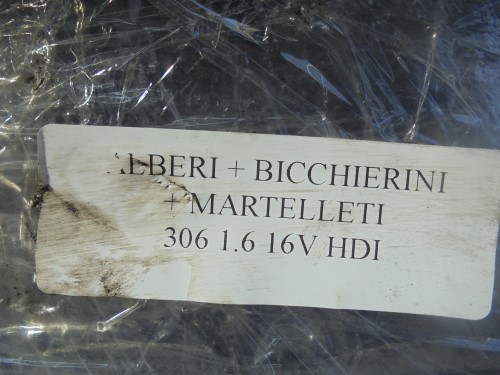 ALBERI + BICCHIERINI
+ MARTELLETI
306 1.6 16V HDI